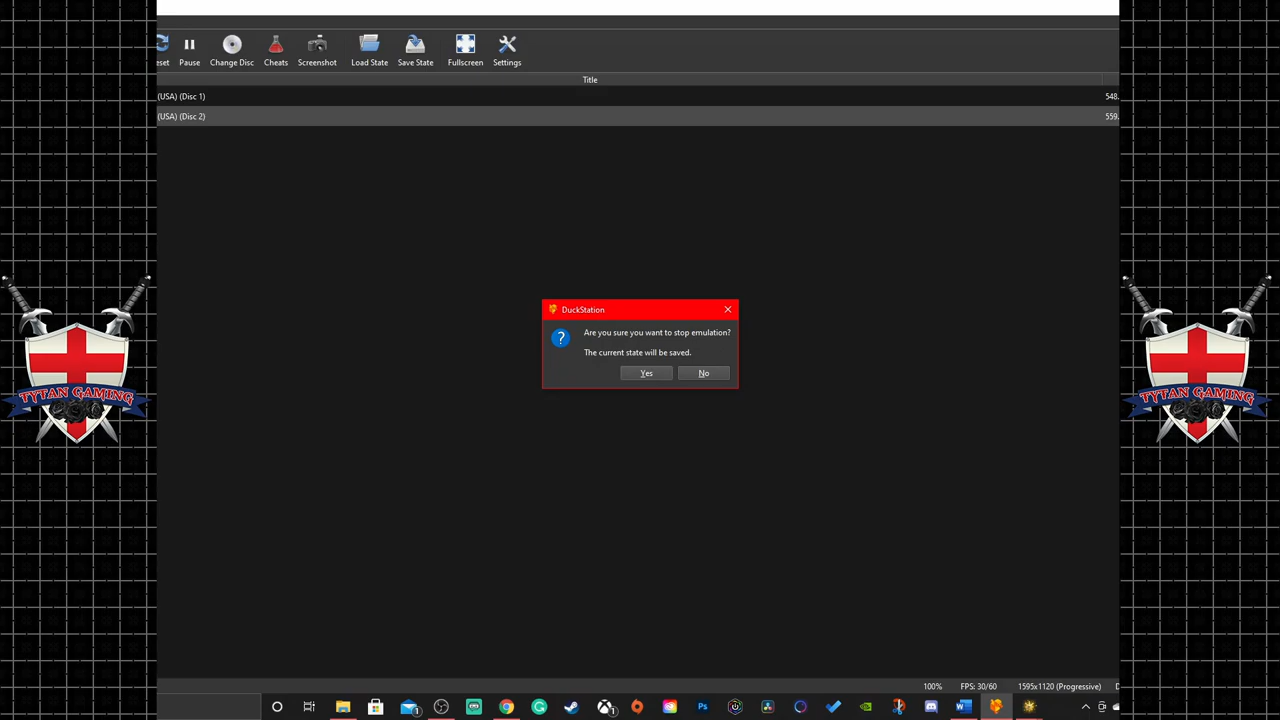 eset Pause Change Disc Cheats Screenshot Load State Save State Fullscreen Settings
Title
(USA) (Disc 1) 548.
(USA) (Disc 2) 559.
DuckStation
Are you sure you want to stop emulation?
The current state will be saved.
Yes No
TYTAN GAMING TYTAN GAMING
100% FPS: 30/60 1595x1120 (Progressive) D